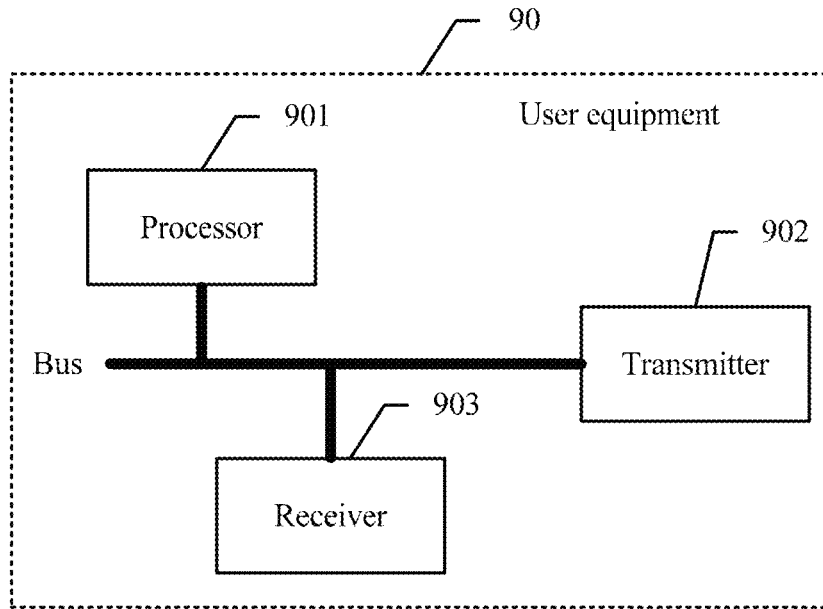 90
User equipment
901
Processor
902
Bus
Transmitter
903
Receiver